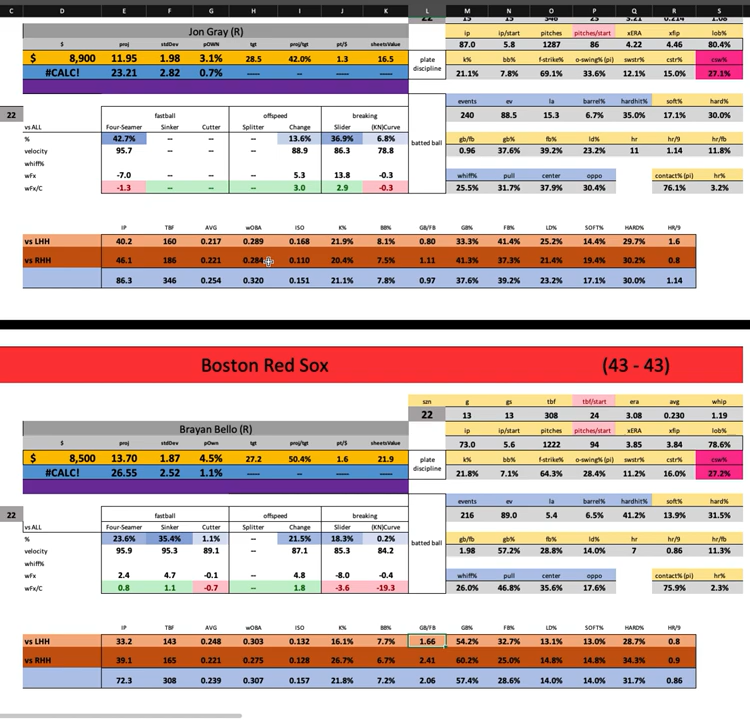 D E F G H I J K L M N O P Q R S
22 13 13 346 23 3.21 0.214 1.08
Jon Gray (R) ip ip/start pitches pitches/start xERA xfip lob%
87.0 5.8 1287 86 4.22 4.46 80.4%
$ proj stdDev pOWN tgt proj/tgt pt/$ sheetsValue
$ 8,900 11.95 1.98 3.1% 28.5 42.0% 1.3 16.5 plate discipline k% bb% f-strike% o-swing% (pi) swstr% cstr% csw%
#CALC! 23.21 2.82 0.7% ---- -- ---- ---- 21.1% 7.8% 69.1% 33.6% 12.1% 15.0% 27.1%
events ev la barrel% hardhit% soft% hard%
22 fastball offspeed breaking 240 88.5 15.3 6.7% 35.0% 17.1% 30.0%
vs ALL Four-Seamer Sinker Cutter Splitter Change Slider (KN)Curve
% 42.7% -- -- -- 13.6% 36.9% 6.8% batted ball gb/fb gb% fb% ld% hr hr/9 hr/fb
velocity 95.7 -- -- -- 88.9 86.3 78.8 0.96 37.6% 39.2% 23.2% 11 1.14 11.8%
whiff%
wFx -7.0 -- -- -- 5.3 13.8 -0.3 whiff% pull center oppo contact% (pi) hr%
wFx/C -1.3 -- -- -- 3.0 2.9 -0.3 25.5% 31.7% 37.9% 30.4% 76.1% 3.2%
IP TBF AVG wOBA ISO K% BB% GB/FB GB% FB% LD% SOFT% HARD% HR/9
vs LHH 40.2 160 0.217 0.289 0.168 21.9% 8.1% 0.80 33.3% 41.4% 25.2% 14.4% 29.7% 1.6
vs RHH 46.1 186 0.221 0.284 0.110 20.4% 7.5% 1.11 41.3% 37.3% 21.4% 19.4% 30.2% 0.8
86.3 346 0.254 0.320 0.151 21.1% 7.8% 0.97 37.6% 39.2% 23.2% 17.1% 30.0% 1.14
Boston Red Sox (43 - 43)
szn g gs tbf tbf/start era avg whip
22 13 13 308 24 3.08 0.230 1.19
Brayan Bello (R) ip ip/start pitches pitches/start xERA xfip lob%
$ proj stdDev pOwn tgt proj/tgt pt/$ sheetsValue 73.0 5.6 1222 94 3.85 3.84 78.6%
$ 8,500 13.70 1.87 4.5% 27.2 50.4% 1.6 21.9 plate discipline k% bb% f-strike% o-swing% (pi) swstr% cstr% csw%
#CALC! 26.55 2.52 1.1% ---- -- ---- ---- 21.8% 7.1% 64.3% 28.4% 11.2% 16.0% 27.2%
events ev la barrel% hardhit% soft% hard%
22 fastball offspeed breaking 216 89.0 5.4 6.5% 41.2% 13.9% 31.5%
vs ALL Four-Seamer Sinker Cutter Splitter Change Slider (KN)Curve
% 23.6% 35.4% 1.1% -- 21.5% 18.3% 0.2% batted ball gb/fb gb% fb% ld% hr hr/9 hr/fb
velocity 95.9 95.3 89.1 -- 87.1 85.3 84.2 1.98 57.2% 28.8% 14.0% 7 0.86 11.3%
whiff%
wFx 2.4 4.7 -0.1 -- 4.8 -8.0 -0.4 whiff% pull center oppo contact% (pi) hr%
wFx/C 0.8 1.1 -0.7 -- 1.8 -3.6 -19.3 26.0% 46.8% 35.6% 17.6% 75.9% 2.3%
IP TBF AVG wOBA ISO K% BB% GB/FB GB% FB% LD% SOFT% HARD% HR/9
vs LHH 33.2 143 0.248 0.303 0.132 16.1% 7.7% 1.66 54.2% 32.7% 13.1% 13.0% 28.7% 0.8
vs RHH 39.1 165 0.221 0.275 0.128 26.7% 6.7% 2.41 60.2% 25.0% 14.8% 14.8% 34.3% 0.9
72.3 308 0.239 0.307 0.157 21.8% 7.2% 2.06 57.4% 28.6% 14.0% 14.0% 31.7% 0.86